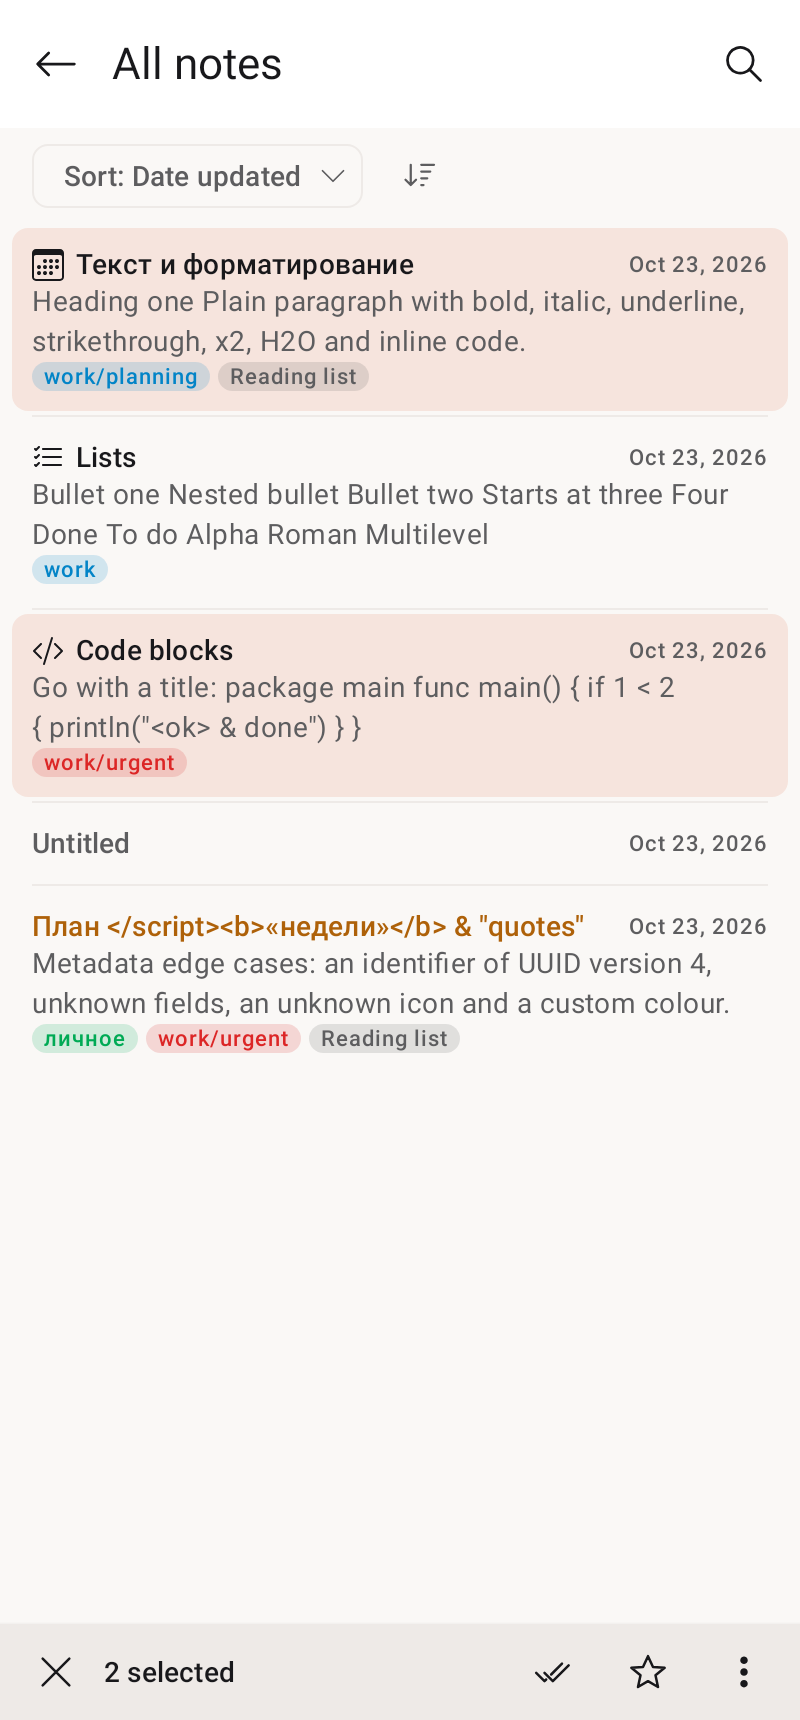 All notes
Sort: Date updated
Текст и форматирование Oct 23, 2026
Heading one Plain paragraph with bold, italic, underline,
strikethrough, x2, H2O and inline code.
work/planning Reading list
Lists Oct 23, 2026
Bullet one Nested bullet Bullet two Starts at three Four
Done To do Alpha Roman Multilevel
work
Code blocks Oct 23, 2026
Go with a title: package main func main() { if 1 < 2
{ println("<ok> & done") } }
work/urgent
Untitled Oct 23, 2026
План </script><b>«недели»</b> & "quotes" Oct 23, 2026
Metadata edge cases: an identifier of UUID version 4,
unknown fields, an unknown icon and a custom colour.
личное work/urgent Reading list
2 selected